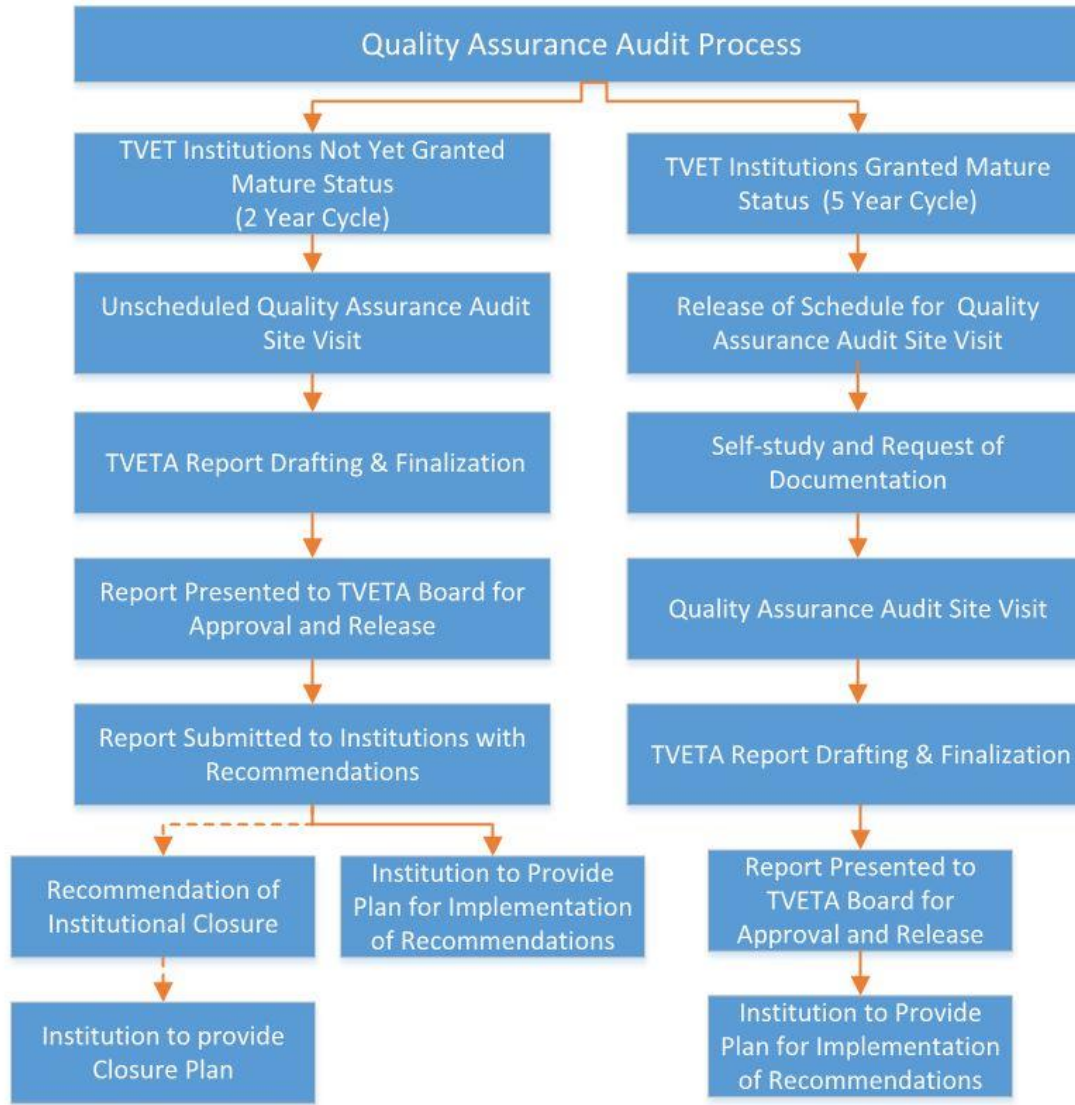 Quality Assurance Audit Process
TVET Institutions Not Yet Granted
Mature Status
(2 Year Cycle)
Unscheduled Quality Assurance Audit
Site Visit
TVETA Report Drafting & Finalization
Report Presented to TVETA Board for
Approval and Release
Report Submitted to Institutions with
Recommendations
Recommendation of
Institutional Closure
Institution to provide
Closure Plan
Institution to Provide
Plan for Implementation
of Recommendations
TVET Institutions Granted Mature
Status (5 Year Cycle)
Release of Schedule for Quality
Assurance Audit Site Visit
Self-study and Request of
Documentation
Quality Assurance Audit Site Visit
TVETA Report Drafting & Finalization
Report Presented to
TVETA Board for
Approval and Release
Institution to Provide
Plan for Implementation
of Recommendations